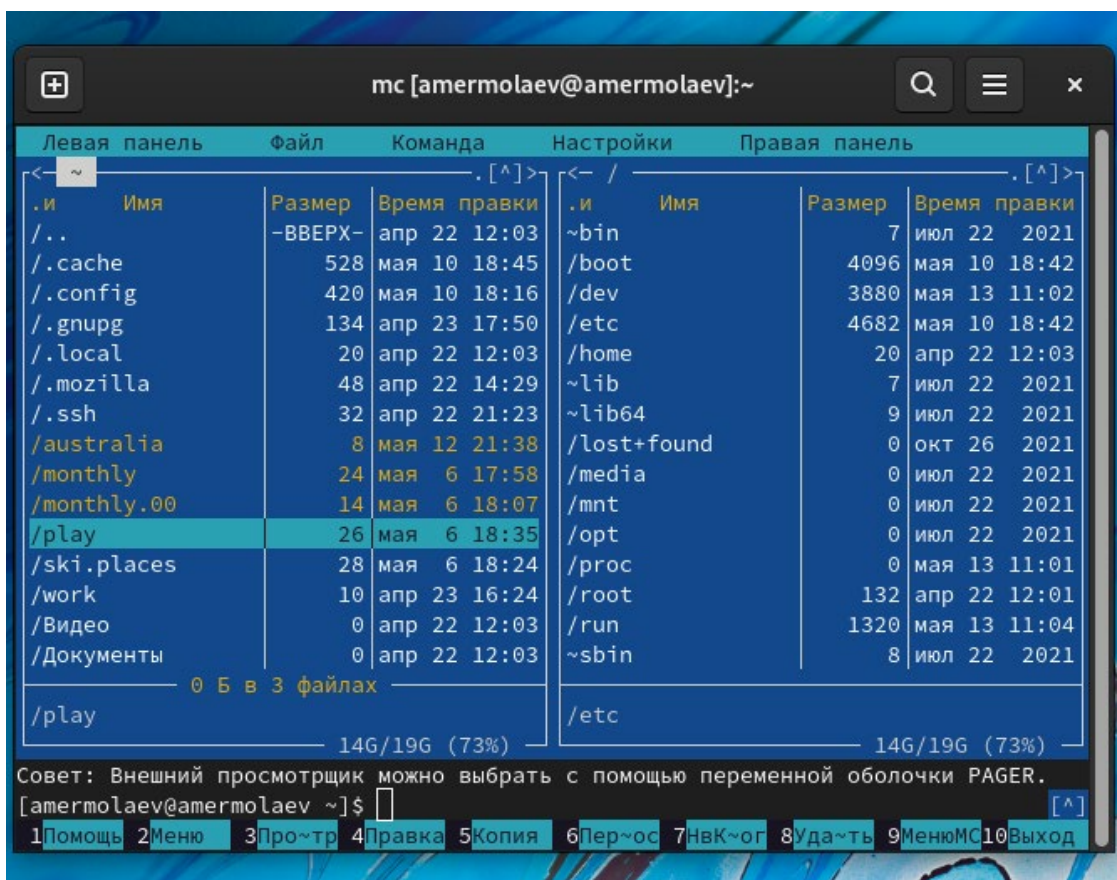 mc [amermolaev@amermolaev]:~
Левая панель Файл Команда Настройки Правая панель
<— ~ .[^]> <— / .[^]>
.и Имя Размер Время правки .и Имя Размер Время правки
/.. -ВВЕРХ- апр 22 12:03 ~bin 7 июл 22 2021
/.cache 528 мая 10 18:45 /boot 4096 мая 10 18:42
/.config 420 мая 10 18:16 /dev 3880 мая 13 11:02
/.gnupg 134 апр 23 17:50 /etc 4682 мая 10 18:42
/.local 20 апр 22 12:03 /home 20 апр 22 12:03
/.mozilla 48 апр 22 14:29 ~lib 7 июл 22 2021
/.ssh 32 апр 22 21:23 ~lib64 9 июл 22 2021
/australia 8 мая 12 21:38 /lost+found 0 окт 26 2021
/monthly 24 мая 6 17:58 /media 0 июл 22 2021
/monthly.00 14 мая 6 18:07 /mnt 0 июл 22 2021
/play 26 мая 6 18:35 /opt 0 июл 22 2021
/ski.places 28 мая 6 18:24 /proc 0 мая 13 11:01
/work 10 апр 23 16:24 /root 132 апр 22 12:01
/Видео 0 апр 22 12:03 /run 1320 мая 13 11:04
/Документы 0 апр 22 12:03 ~sbin 8 июл 22 2021
0 Б в 3 файлах
/play /etc
14G/19G (73%) 14G/19G (73%)
Совет: Внешний просмотрщик можно выбрать с помощью переменной оболочки PAGER.
[amermolaev@amermolaev ~]$ [^]
1Помощь 2Меню 3Про~тр 4Правка 5Копия 6Пер~ос 7НвК~ог 8Уда~ть 9МенюМС 10Выход